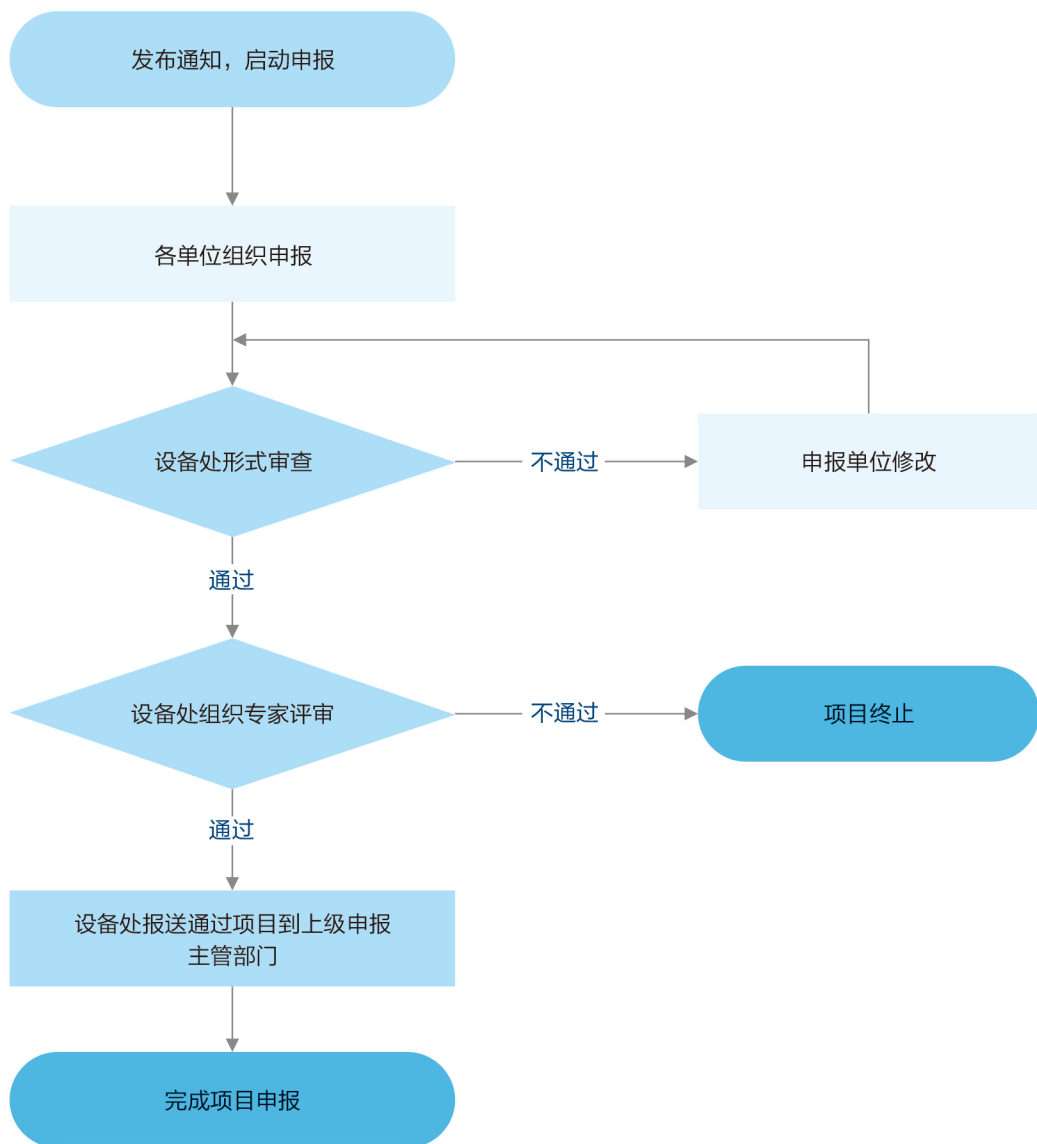 发布通知，启动申报
各单位组织申报
设备处形式审查
不通过
申报单位修改
通过
设备处组织专家评审
不通过
项目终止
通过
设备处报送通过项目到上级申报
主管部门
完成项目申报